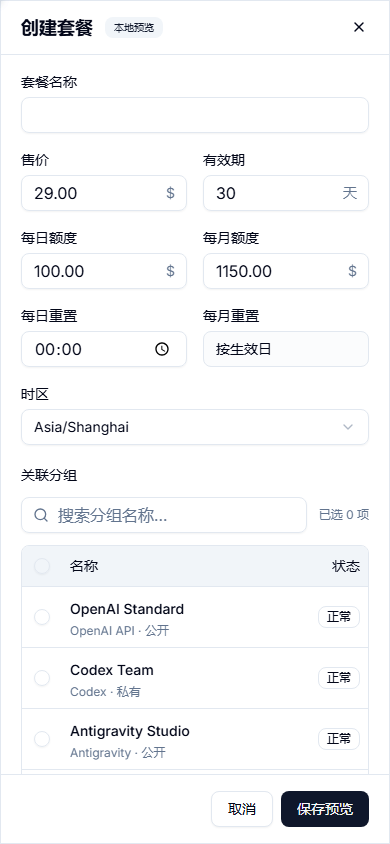 创建套餐 本地预览
套餐名称
售价 有效期
29.00 $ 30 天
每日额度 每月额度
100.00 $ 1150.00 $
每日重置 每月重置
00:00 按生效日
时区
Asia/Shanghai
关联分组
搜索分组名称... 已选 0 项
名称 状态
OpenAI Standard 正常
OpenAI API · 公开
Codex Team 正常
Codex · 私有
Antigravity Studio 正常
Antigravity · 公开
取消 保存预览